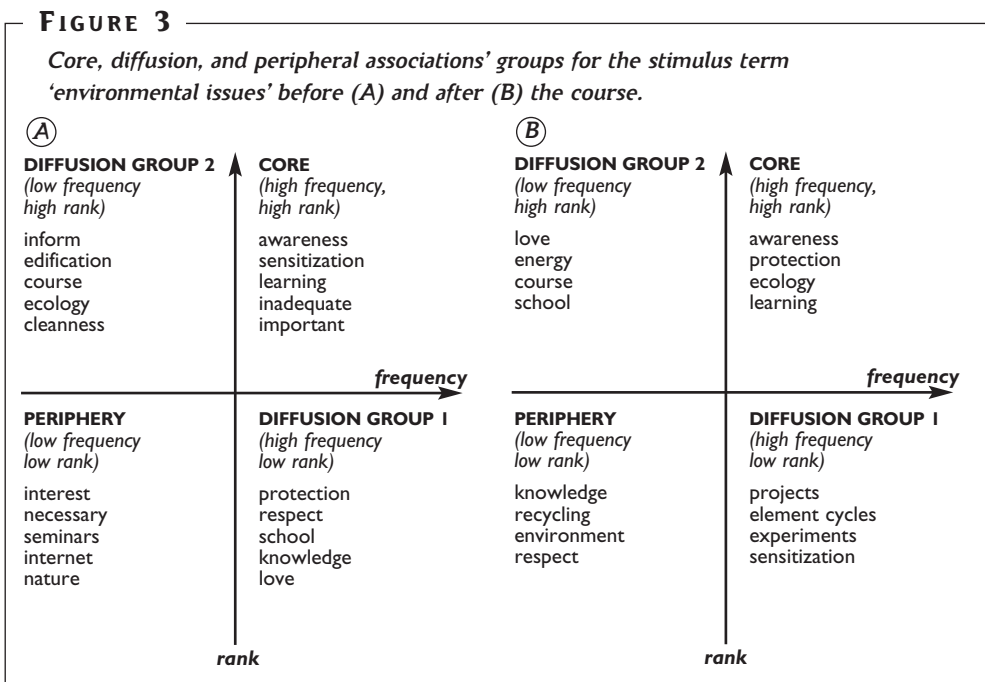 FIGURE 3
Core, diffusion, and peripheral associations' groups for the stimulus term
'environmental issues' before (A) and after (B) the course.
A
DIFFUSION GROUP 2
(low frequency
high rank)
inform
edification
course
ecology
cleanness
CORE
(high frequency,
high rank)
awareness
sensitization
learning
inadequate
important
frequency
PERIPHERY
(low frequency
low rank)
interest
necessary
seminars
internet
nature
DIFFUSION GROUP 1
(high frequency
low rank)
protection
respect
school
knowledge
love
rank
B
DIFFUSION GROUP 2
(low frequency
high rank)
love
energy
course
school
CORE
(high frequency,
high rank)
awareness
protection
ecology
learning
frequency
PERIPHERY
(low frequency
low rank)
knowledge
recycling
environment
respect
DIFFUSION GROUP 1
(high frequency
low rank)
projects
element cycles
experiments
sensitization
rank